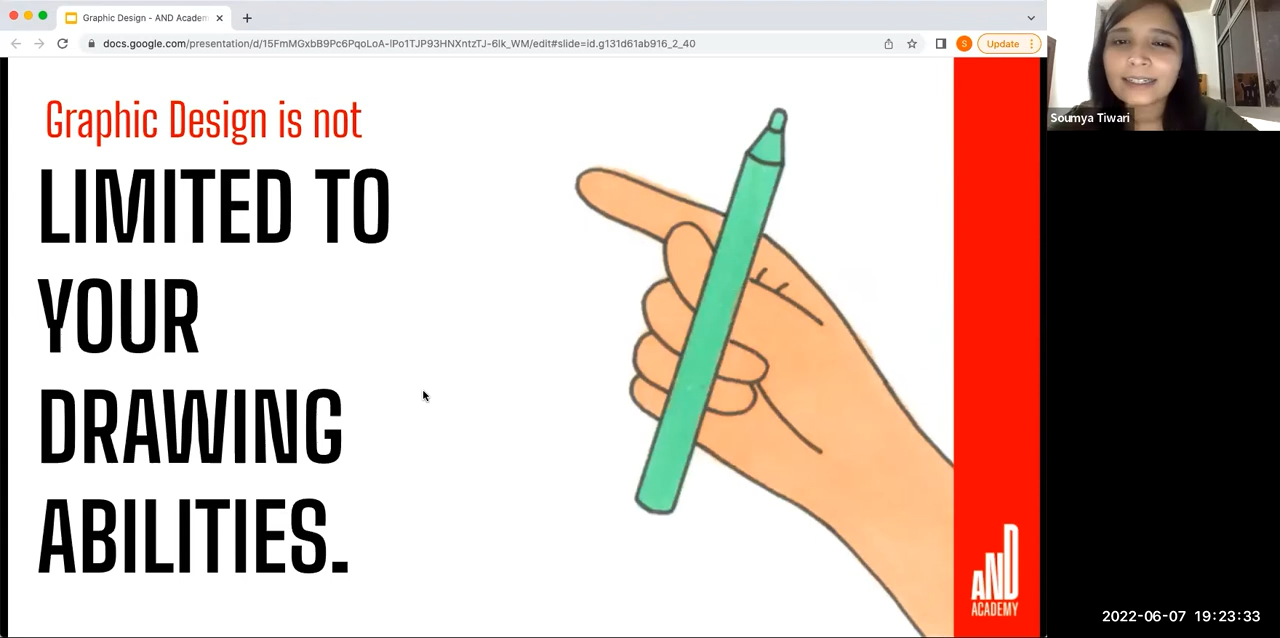 Graphic Design - AND Academ
docs.google.com/presentation/d/15FmMGxbB9Pc6PqoLoA-lPo1TJP93HNXntzTJ-6lk_WM/edit#slide=id.g131d61ab916_2_40
S
Update
Soumya Tiwari
Graphic Design is not
LIMITED TO
YOUR
DRAWING
ABILITIES.
AND
ACADEMY
2022-06-07 19:23:33